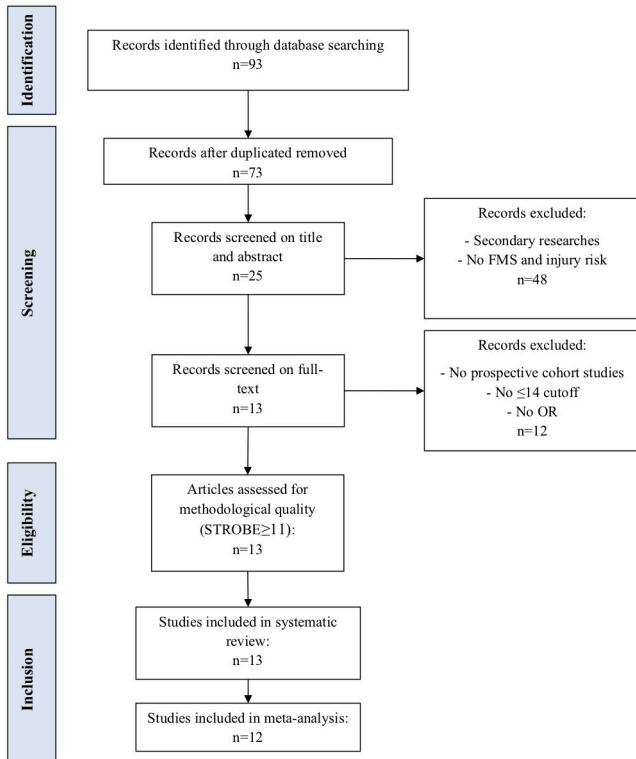 Identification
Records identified through database searching
n=93
Screening
Records after duplicated removed
n=73
Records screened on title
and abstract
n=25
Records excluded:
- Secondary researches
- No FMS and injury risk
n=48
Records screened on full-
text
n=13
Records excluded:
- No prospective cohort studies
- No ≤14 cutoff
- No OR
n=12
Eligibility
Articles assessed for
methodological quality
(STROBE≥11):
n=13
Inclusion
Studies included in systematic
review:
n=13
Studies included in meta-analysis:
n=12